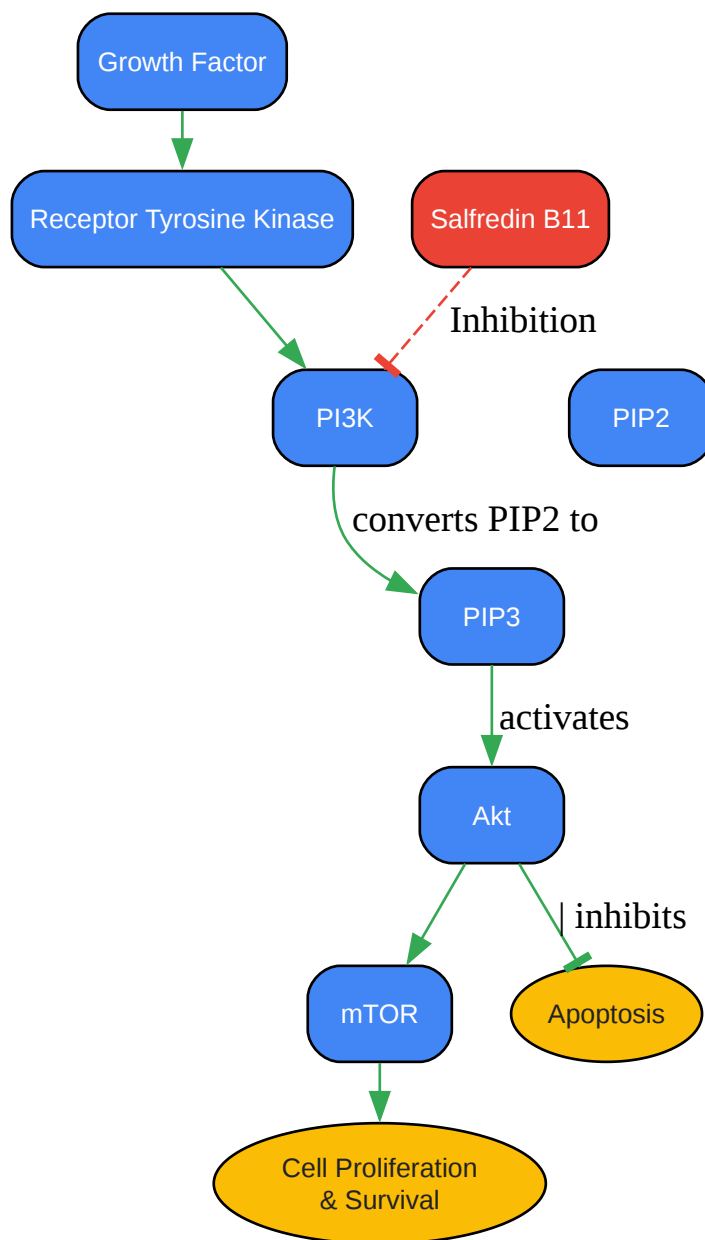 Growth Factor
Receptor Tyrosine Kinase
Salfredin B11
Inhibition
PI3K
PIP2
converts PIP2 to
PIP3
activates
Akt
| inhibits
mTOR
Apoptosis
Cell Proliferation
& Survival